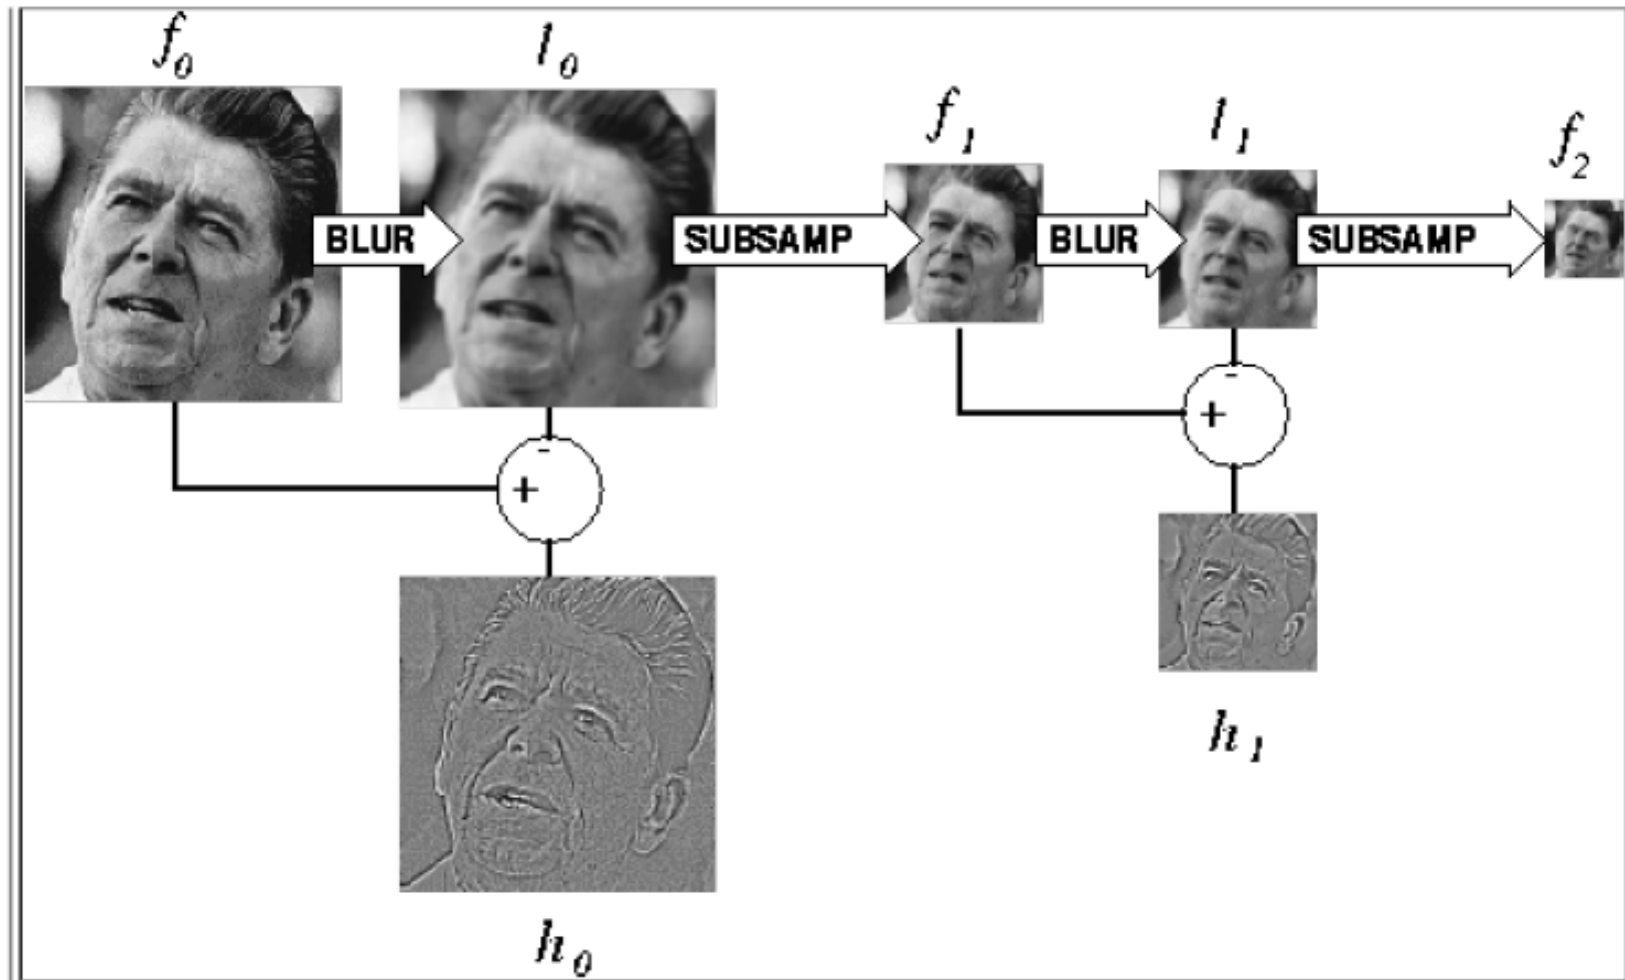 f₀
l₀
f₁
l₁
f₂
BLUR
SUBSAMP
BLUR
SUBSAMP
-
+
-
+
h₁
h₀